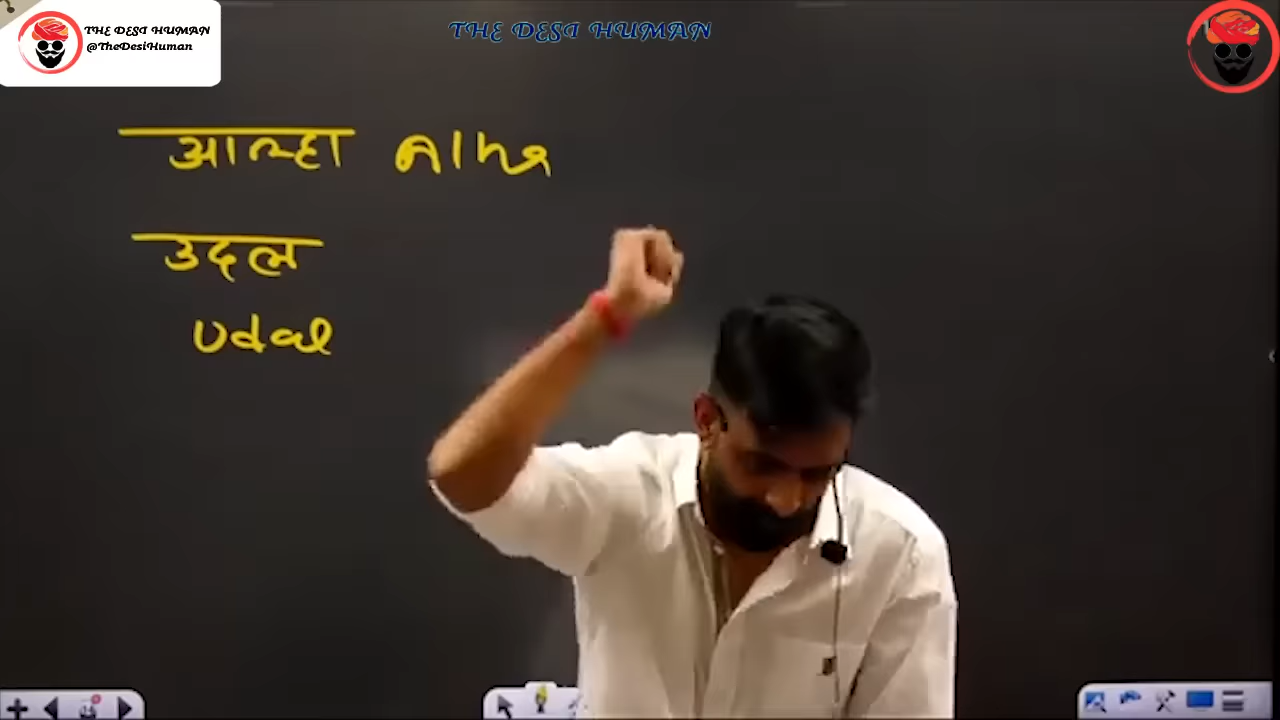 THE DESI HUMAN
@TheDesiHuman
THE DESI HUMAN
आल्हा Alha
उदल
Udal